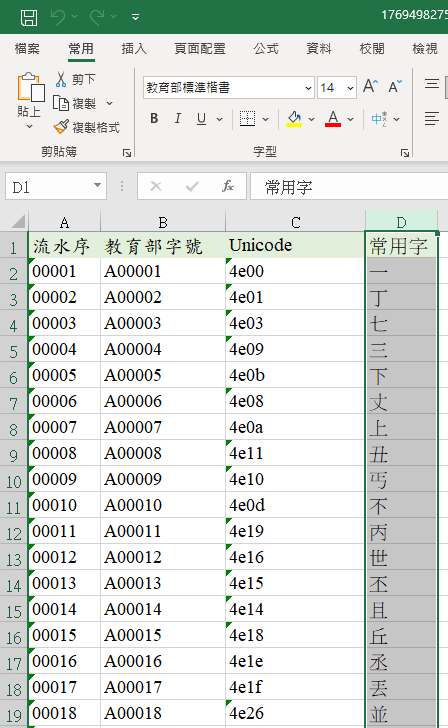 1769498275
檔案 常用 插入 頁面配置 公式 資料 校閱 檢視
貼上 剪下
複製
複製格式
教育部標準楷書 14 A A
B I U A 中
剪貼簿 字型
D1 fx 常用字
A B C D
1 流水序 教育部字號 Unicode 常用字
2 00001 A00001 4e00 一
3 00002 A00002 4e01 丁
4 00003 A00003 4e03 七
5 00004 A00004 4e09 三
6 00005 A00005 4e0b 下
7 00006 A00006 4e08 丈
8 00007 A00007 4e0a 上
9 00008 A00008 4e11 丑
10 00009 A00009 4e10 丐
11 00010 A00010 4e0d 不
12 00011 A00011 4e19 丙
13 00012 A00012 4e16 世
14 00013 A00013 4e15 丕
15 00014 A00014 4e14 且
16 00015 A00015 4e18 丘
17 00016 A00016 4e1e 丞
18 00017 A00017 4e1f 丟
19 00018 A00018 4e26 並